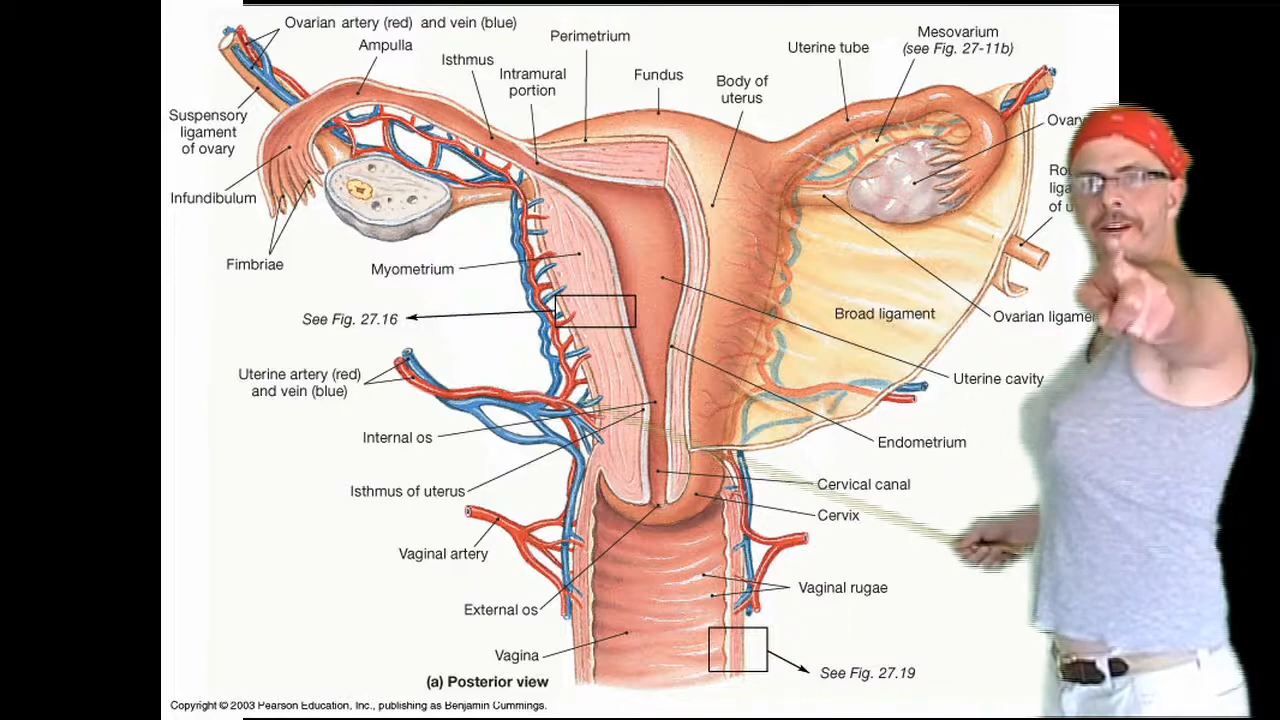 Ovarian artery (red) and vein (blue)
Ampulla
Isthmus
Perimetrium
Intramural
portion
Fundus
Body of
uterus
Uterine tube
Mesovarium
(see Fig. 27-11b)
Suspensory
ligament
of ovary
Infundibulum
Fimbriae
Myometrium
See Fig. 27.16
Uterine artery (red)
and vein (blue)
Internal os
Isthmus of uterus
Vaginal artery
External os
Vagina
Broad ligament
Ovarian
Uterine cavity
Endometrium
Cervical canal
Cervix
Vaginal rugae
See Fig. 27.19
(a) Posterior view
Copyright © 2003 Pearson Education, Inc., publishing as Benjamin Cummings.